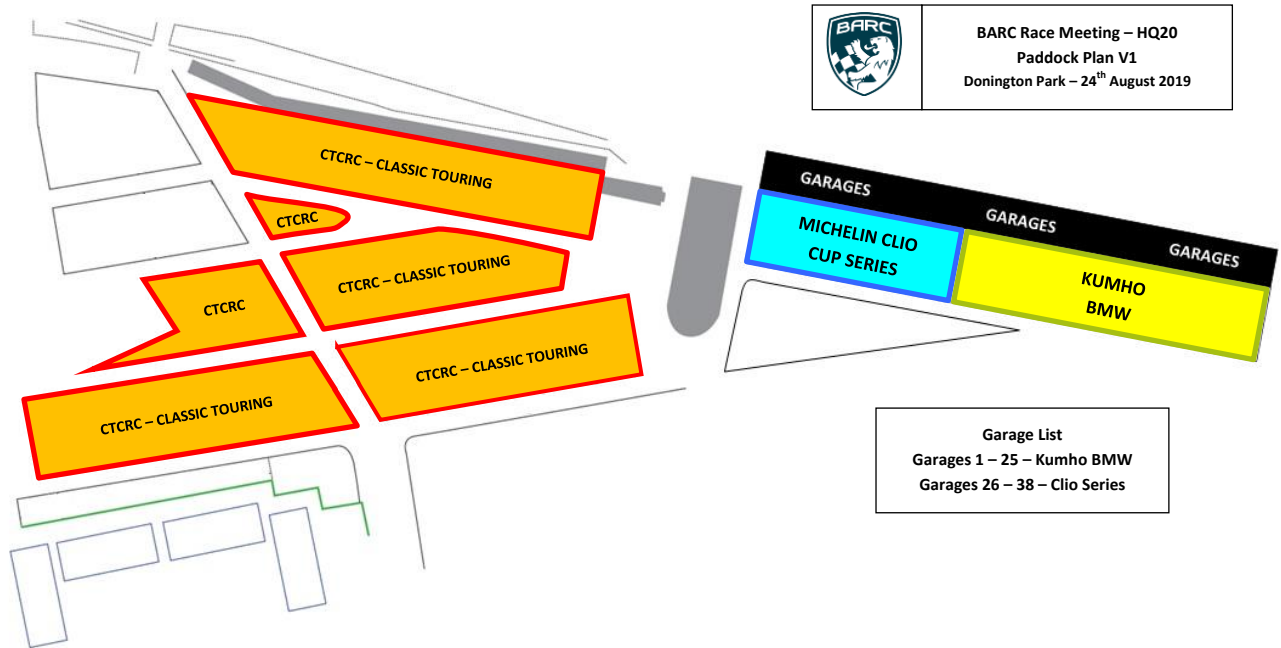 BARC
BARC Race Meeting – HQ20
Paddock Plan V1
Donington Park – 24th August 2019
CTCRC – CLASSIC TOURING
CTCRC
CTCRC – CLASSIC TOURING
CTCRC
CTCRC – CLASSIC TOURING
CTCRC – CLASSIC TOURING
GARAGES
GARAGES
GARAGES
MICHELIN CLIO
CUP SERIES
KUMHO
BMW
Garage List
Garages 1 – 25 – Kumho BMW
Garages 26 – 38 – Clio Series